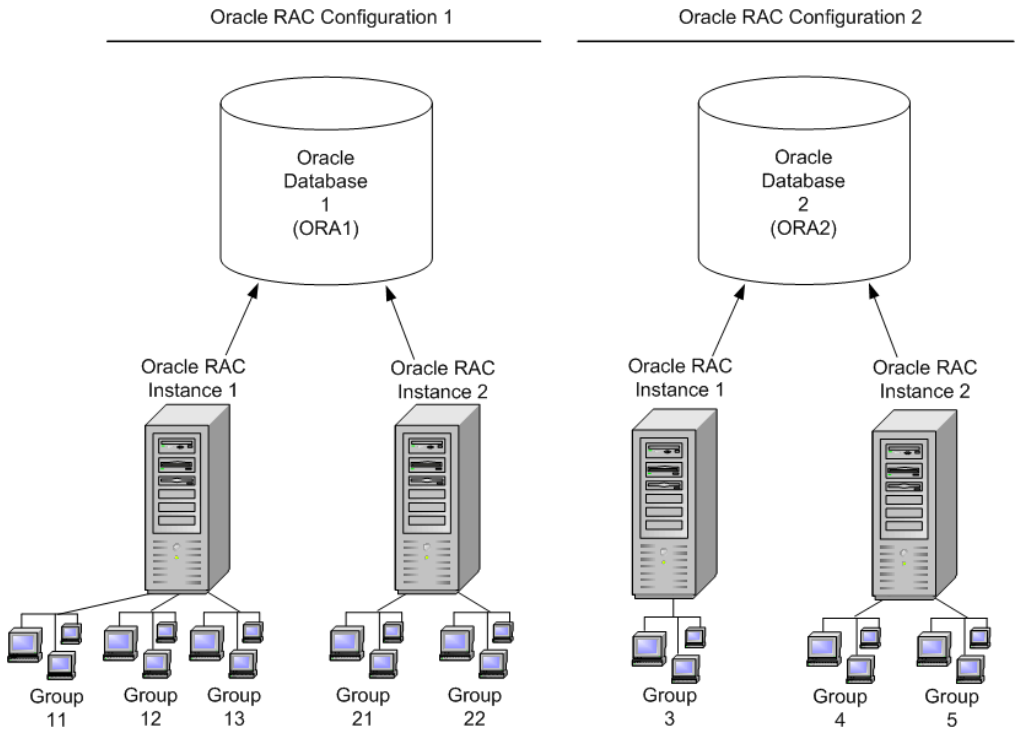 Oracle RAC Configuration 1
Oracle RAC Configuration 2
Oracle
Database
1
(ORA1)
Oracle
Database
2
(ORA2)
Oracle RAC
Instance 1
Oracle RAC
Instance 2
Oracle RAC
Instance 1
Oracle RAC
Instance 2
Group
11
Group
12
Group
13
Group
21
Group
22
Group
3
Group
4
Group
5